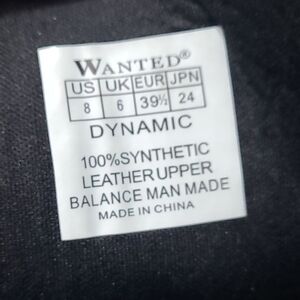 WANTED®
US UK EUR JPN
8 6 39½ 24
DYNAMIC
100%SYNTHETIC
LEATHER UPPER
BALANCE MAN MADE
MADE IN CHINA